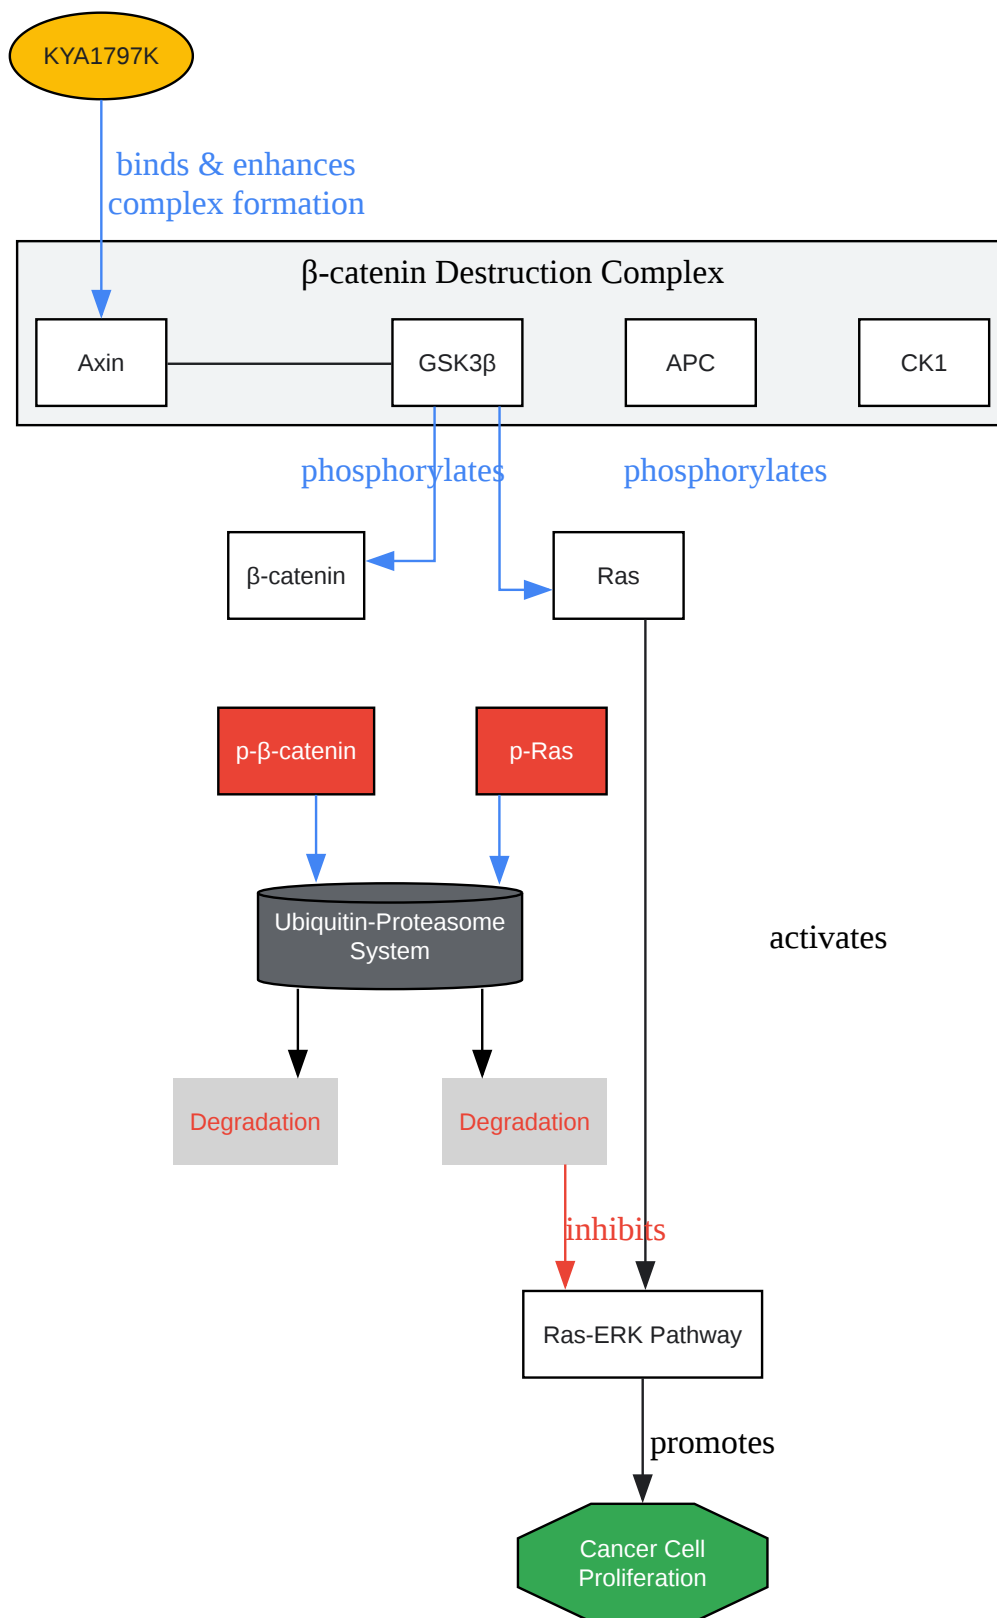 KYA1797K
binds & enhances
complex formation
β-catenin Destruction Complex
Axin
GSK3β
APC
CK1
phosphorylates
phosphorylates
β-catenin
Ras
p-β-catenin
p-Ras
Ubiquitin-Proteasome
System
activates
Degradation
Degradation
inhibits
Ras-ERK Pathway
promotes
Cancer Cell
Proliferation